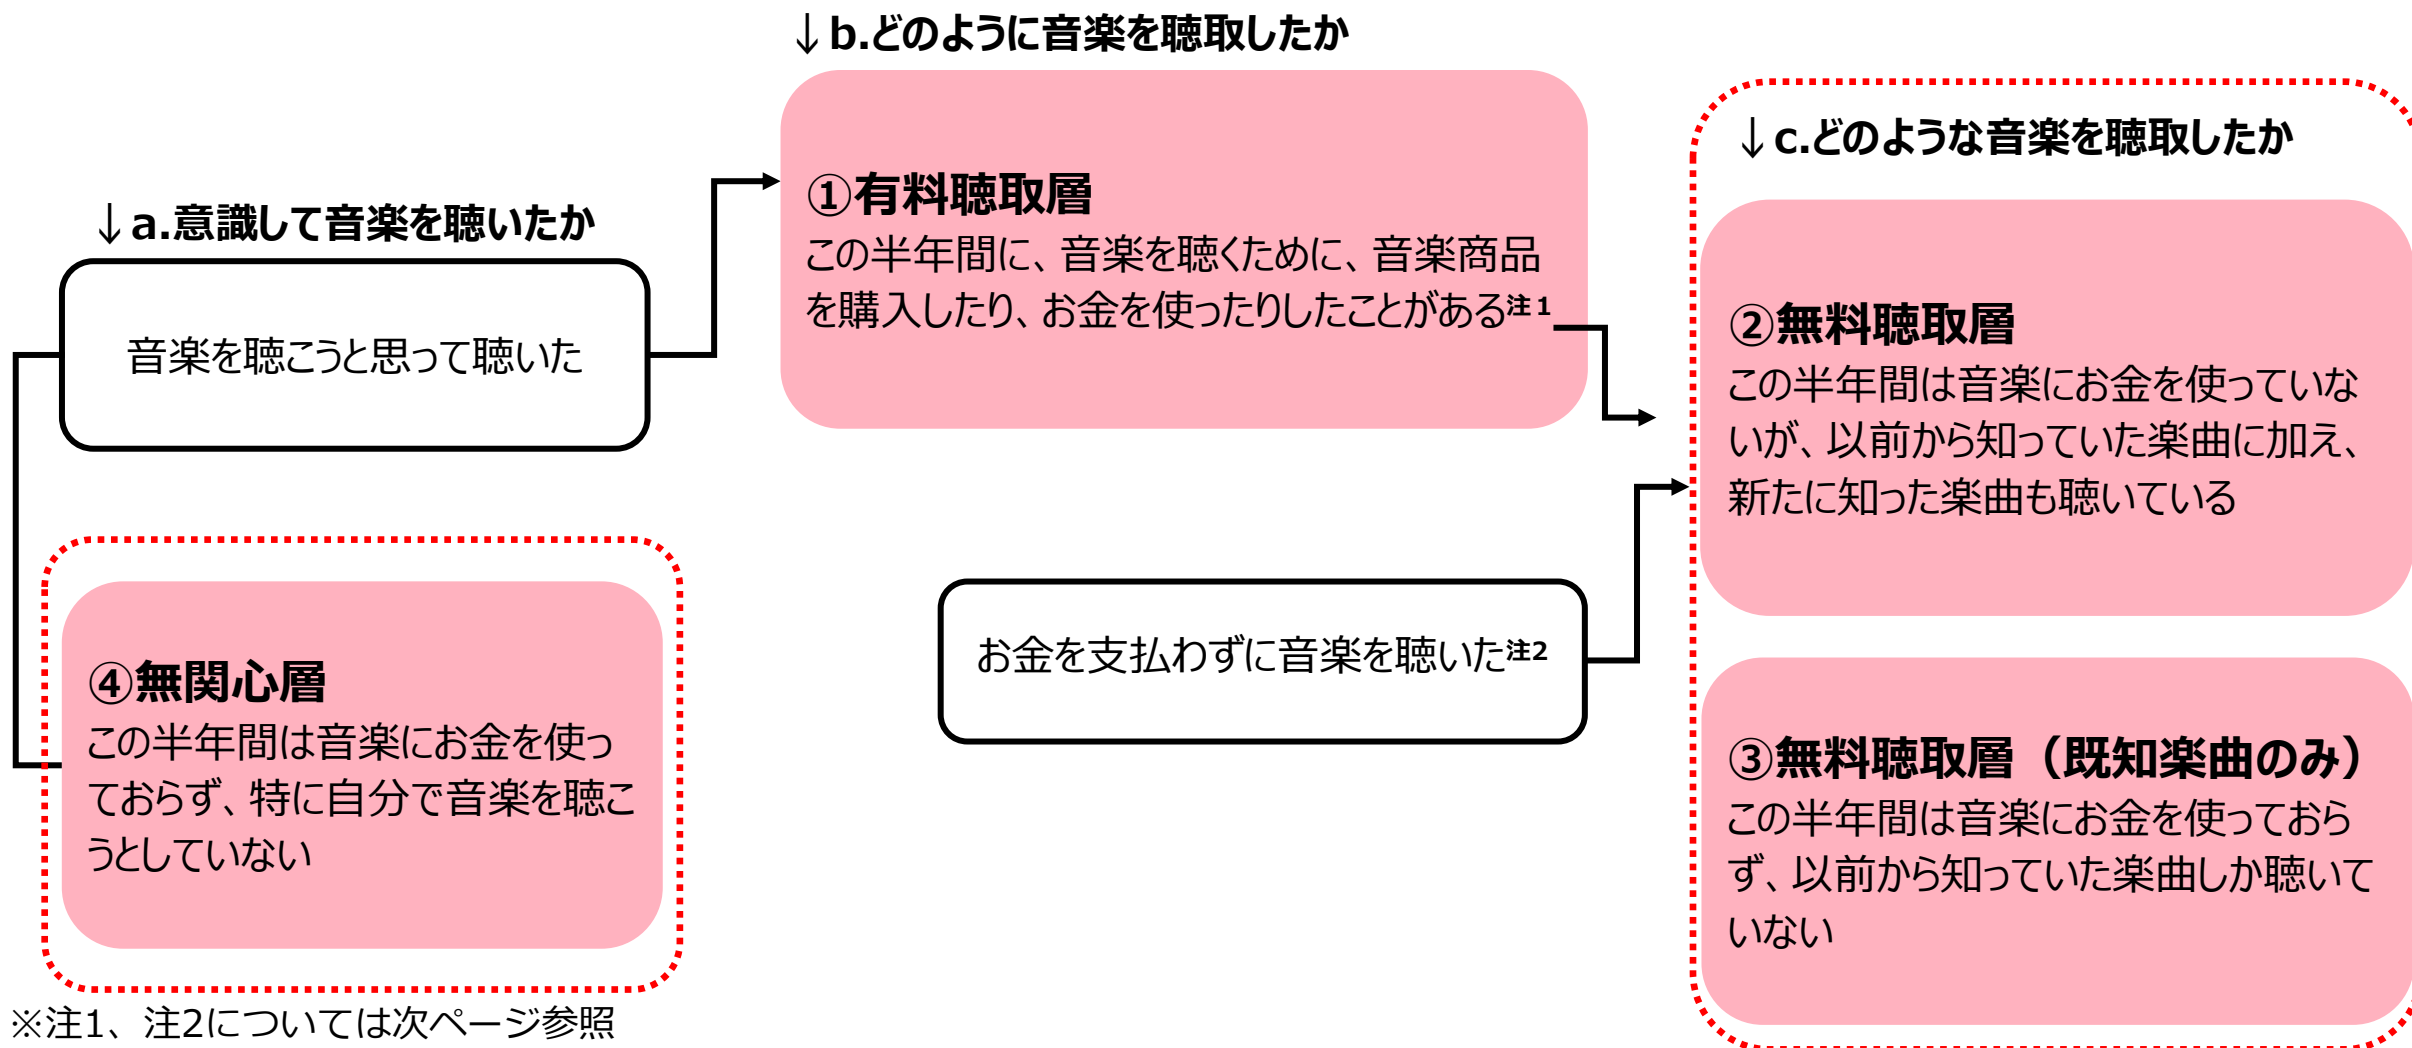 ↓b.どのように音楽を聴取したか
①有料聴取層
この半年間に、音楽を聴くために、音楽商品
を購入したり、お金を使ったりしたことがある注1
↓a.意識して音楽を聴いたか
音楽を聴こうと思って聴いた
④無関心層
この半年間は音楽にお金を使っ
ておらず、特に自分で音楽を聴こ
うとしていない
お金を支払わずに音楽を聴いた注2
↓c.どのような音楽を聴取したか
②無料聴取層
この半年間は音楽にお金を使っていな
いが、以前から知っていた楽曲に加え、
新たに知った楽曲も聴いている
③無料聴取層（既知楽曲のみ）
この半年間は音楽にお金を使っておら
ず、以前から知っていた楽曲しか聴いて
いない
※注1、注2については次ページ参照